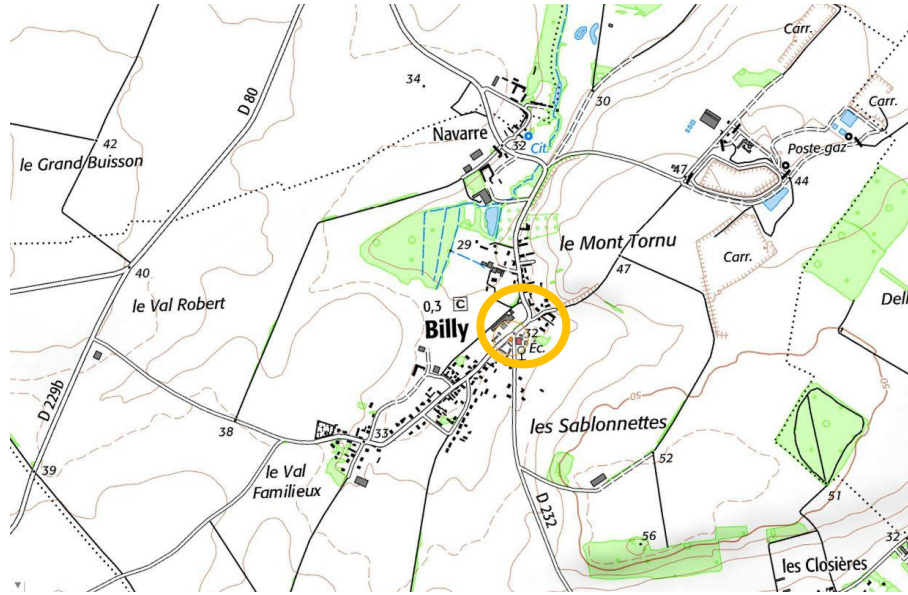 Carr.
34
D 80
30
Carr.
42
Navarre
32
Cit.
Poste gaz
le Grand Buisson
47
44
29
le Mont Tornu
Carr.
40
47
le Val Robert
0,3 C
Billy
32
Éc.
50
D 229b
38
33
les Sablonnettes
39
le Val
Familieux
52
51
D 232
56
32
les Closières